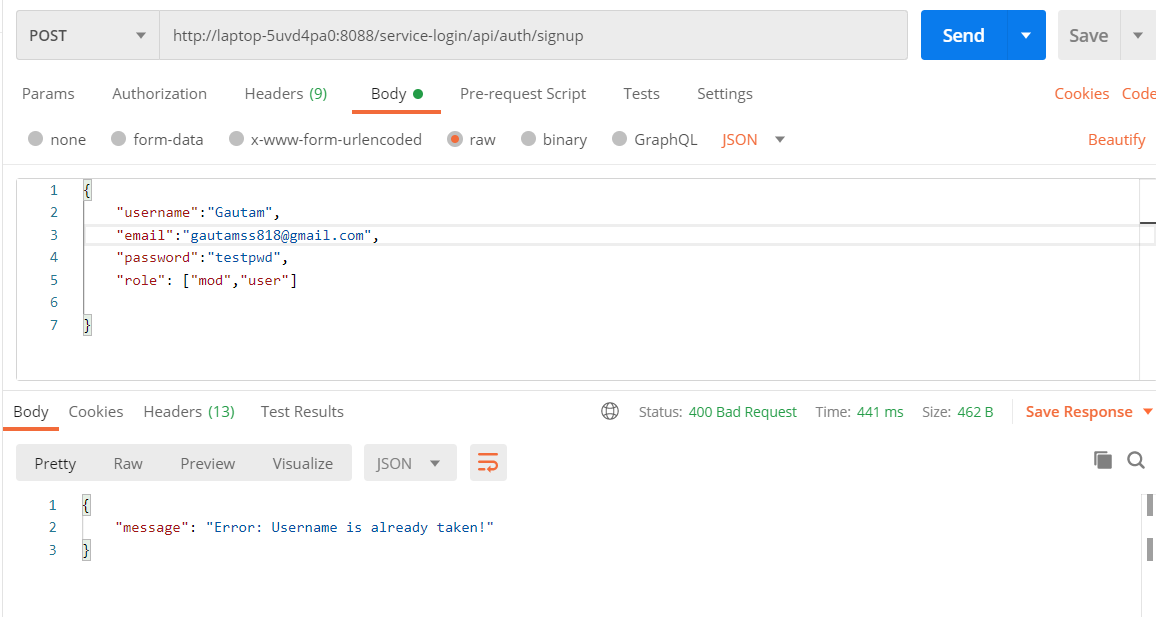 POST http://laptop-5uvd4pa0:8088/service-login/api/auth/signup Send Save
Params Authorization Headers (9) Body Pre-request Script Tests Settings Cookies Code
none form-data x-www-form-urlencoded raw binary GraphQL JSON Beautify
1 {
2 "username":"Gautam",
3 "email":"gautamss818@gmail.com",
4 "password":"testpwd",
5 "role": ["mod","user"]
6
7 }
Body Cookies Headers (13) Test Results Status: 400 Bad Request Time: 441 ms Size: 462 B Save Response
Pretty Raw Preview Visualize JSON
1 {
2 "message": "Error: Username is already taken!"
3 }